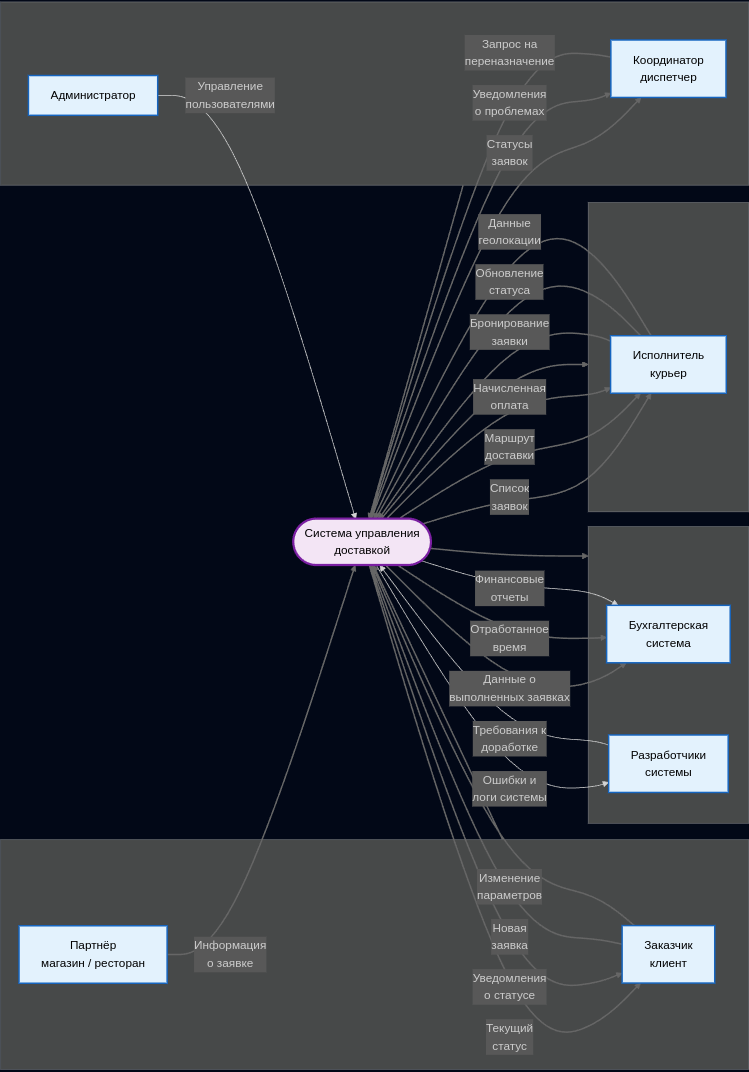 Запрос на
переназначение
Координатор
диспетчер
Администратор
Управление
пользователями
Уведомления
о проблемах
Статусы
заявок
Данные
геолокации
Обновление
статуса
Бронирование
заявки
Исполнитель
курьер
Начисленная
оплата
Маршрут
доставки
Список
заявок
Система управления
доставкой
Финансовые
отчеты
Отработанное
время
Бухгалтерская
система
Данные о
выполненных заявках
Требования к
доработке
Разработчики
системы
Ошибки и
логи системы
Изменение
параметров
Новая
заявка
Партнёр
магазин / ресторан
Информация
о заявке
Заказчик
клиент
Уведомления
о статусе
Текущий
статус